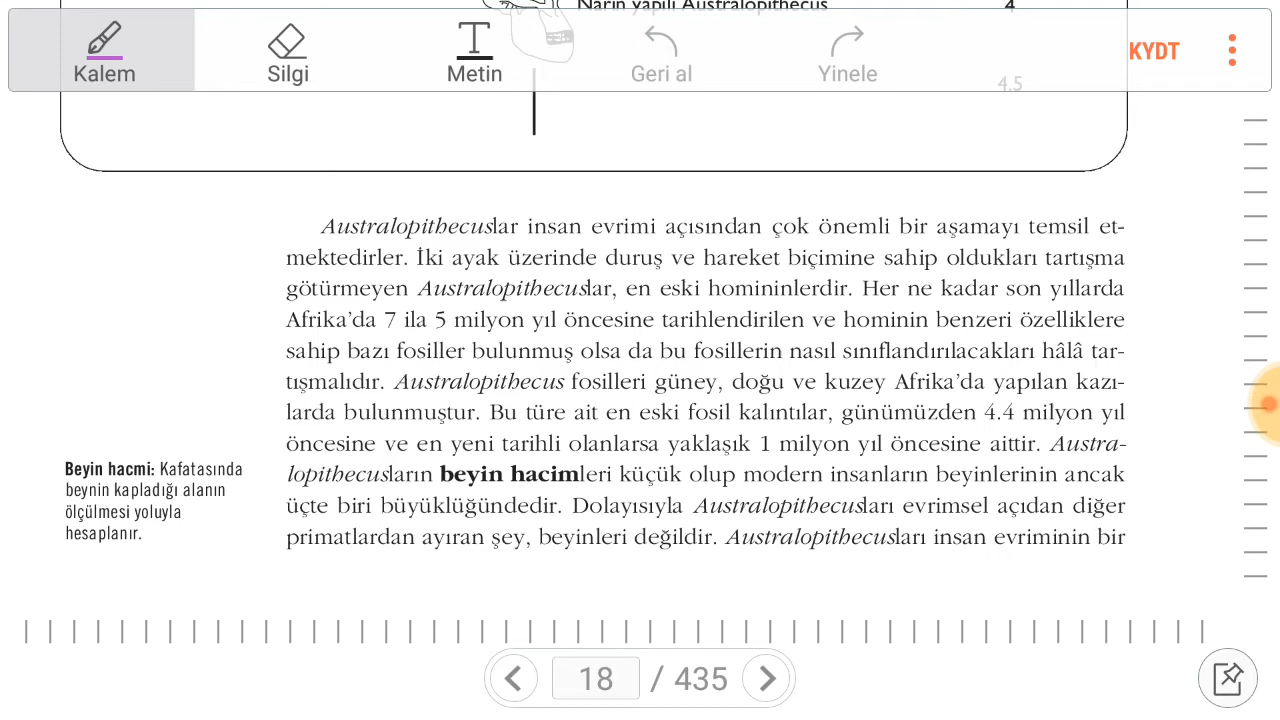 Narin yapılı Australopithecus 4
Kalem Silgi Metin Geri al Yinele KYDT
4.5
Australopithecuslar insan evrimi açısından çok önemli bir aşamayı temsil et-
mektedirler. İki ayak üzerinde duruş ve hareket biçimine sahip oldukları tartışma
götürmeyen Australopithecuslar, en eski homininlerdir. Her ne kadar son yıllarda
Afrika’da 7 ila 5 milyon yıl öncesine tarihlendirilen ve hominin benzeri özelliklere
sahip bazı fosiller bulunmuş olsa da bu fosillerin nasıl sınıflandırılacakları hâlâ tar-
tışmalıdır. Australopithecus fosilleri güney, doğu ve kuzey Afrika’da yapılan kazı-
larda bulunmuştur. Bu türe ait en eski fosil kalıntılar, günümüzden 4.4 milyon yıl
öncesine ve en yeni tarihli olanlarsa yaklaşık 1 milyon yıl öncesine aittir. Austra-
lopithecusların beyin hacimleri küçük olup modern insanların beyinlerinin ancak
üçte biri büyüklüğündedir. Dolayısıyla Australopithecusları evrimsel açıdan diğer
primatlardan ayıran şey, beyinleri değildir. Australopithecusları insan evriminin bir
Beyin hacmi: Kafatasında
beynin kapladığı alanın
ölçülmesi yoluyla
hesaplanır.
18 / 435